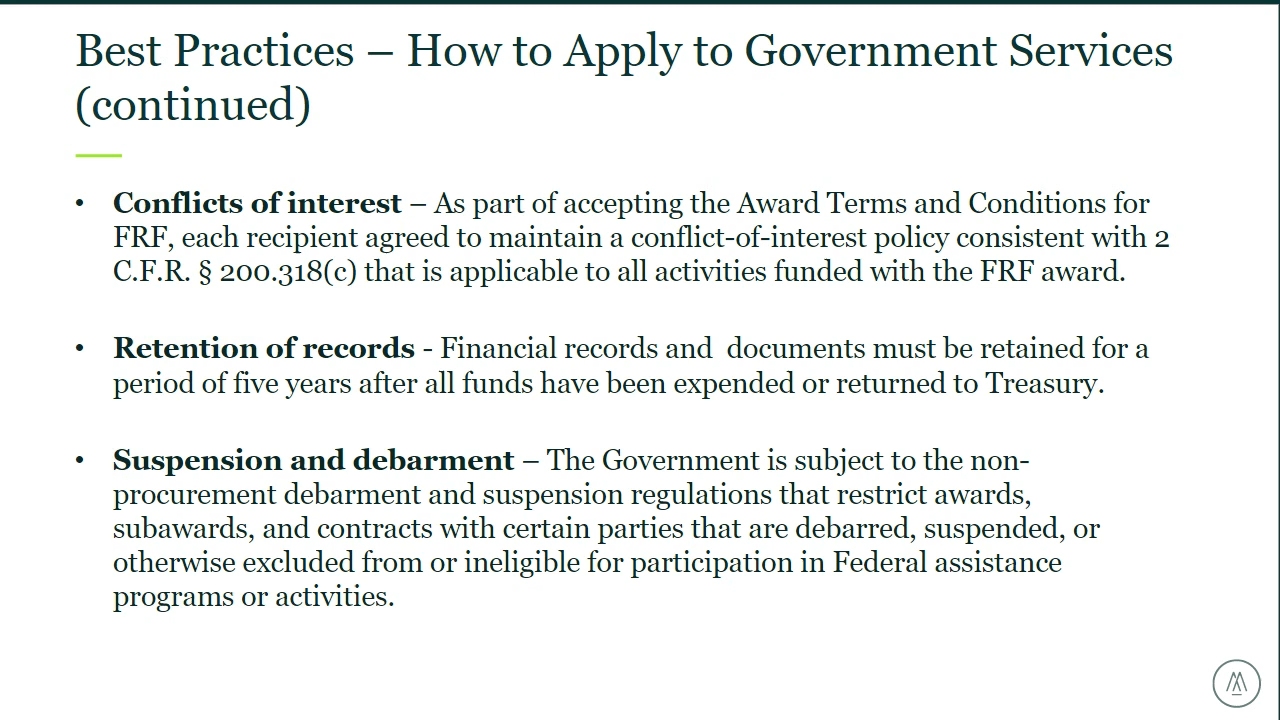 Best Practices – How to Apply to Government Services
(continued)
• Conflicts of interest – As part of accepting the Award Terms and Conditions for
FRF, each recipient agreed to maintain a conflict-of-interest policy consistent with 2
C.F.R. § 200.318(c) that is applicable to all activities funded with the FRF award.
• Retention of records - Financial records and  documents must be retained for a
period of five years after all funds have been expended or returned to Treasury.
• Suspension and debarment – The Government is subject to the non-
procurement debarment and suspension regulations that restrict awards,
subawards, and contracts with certain parties that are debarred, suspended, or
otherwise excluded from or ineligible for participation in Federal assistance
programs or activities.